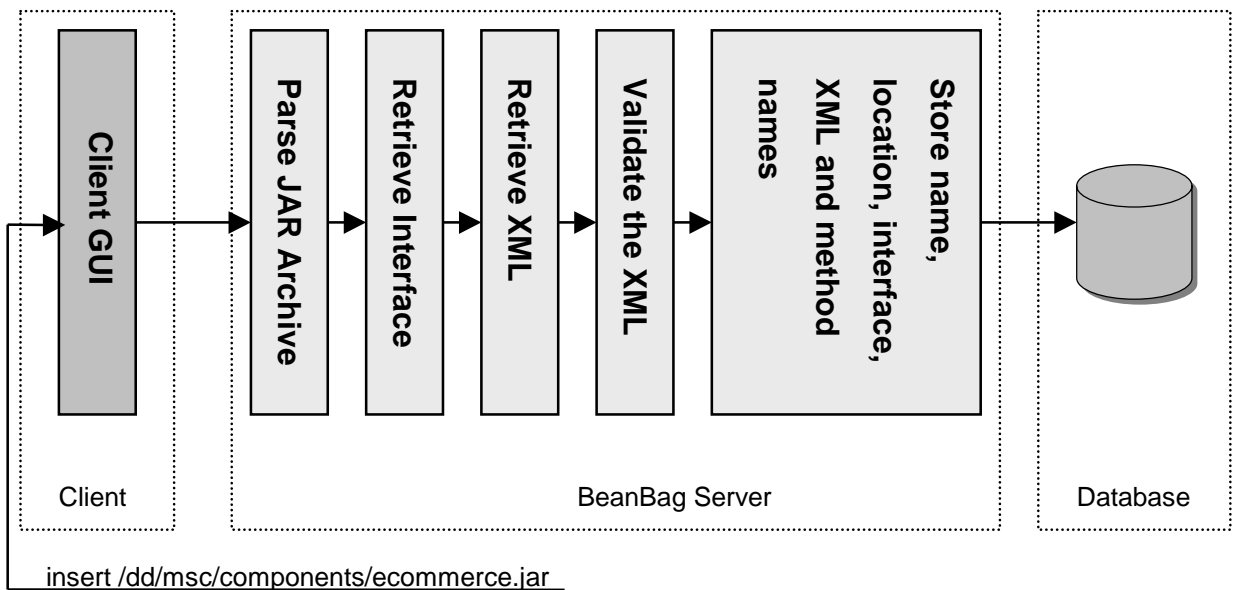 Client GUI
Parse JAR Archive
Retrieve Interface
Retrieve XML
Validate the XML
Store name,
location, interface,
XML and method
names
Client
BeanBag Server
Database
insert /dd/msc/components/ecommerce.jar